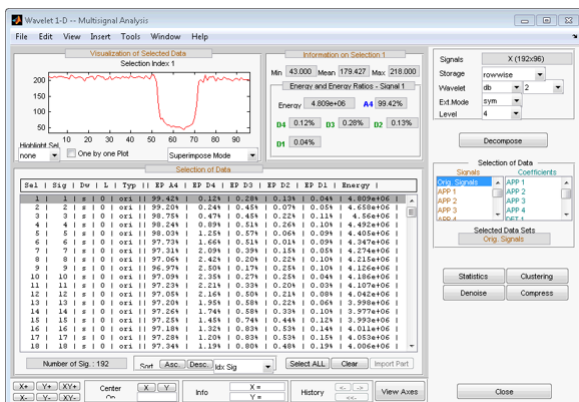 Wavelet 1-D -- Multisignal Analysis
File Edit View Insert Tools Window Help
Visualization of Selected Data
Selection Index 1
200
150
100
50
10 20 30 40 50 60 70 80 90
Highlight Sel
none One by one Plot Superimpose Mode
Information on Selection 1
Min 43.000 Mean 179.427 Max 218.000
Energy and Energy Ratios - Signal 1
Energy 4.809e+06 A4 99.42%
D4 0.12% D3 0.28% D2 0.13%
D1 0.04%
Selection of Data
Sel | Sig | Dw | L | Typ || EP A4 | EP D4 | EP D3 | EP D2 | EP D1 | Energy |
1 | 1 | s | 0 | ori || 99.42% | 0.12% | 0.28% | 0.13% | 0.04% | 4.809e+06 |
2 | 2 | s | 0 | ori || 99.20% | 0.24% | 0.45% | 0.07% | 0.05% | 4.658e+06 |
3 | 3 | s | 0 | ori || 98.75% | 0.47% | 0.45% | 0.22% | 0.11% | 4.56e+06 |
4 | 4 | s | 0 | ori || 98.24% | 0.89% | 0.51% | 0.26% | 0.10% | 4.492e+06 |
5 | 5 | s | 0 | ori || 98.03% | 1.25% | 0.57% | 0.06% | 0.09% | 4.405e+06 |
6 | 6 | s | 0 | ori || 97.73% | 1.66% | 0.51% | 0.01% | 0.09% | 4.347e+06 |
7 | 7 | s | 0 | ori || 97.31% | 2.09% | 0.39% | 0.15% | 0.05% | 4.274e+06 |
8 | 8 | s | 0 | ori || 97.06% | 2.42% | 0.20% | 0.22% | 0.10% | 4.215e+06 |
9 | 9 | s | 0 | ori || 96.97% | 2.50% | 0.17% | 0.25% | 0.10% | 4.126e+06 |
10 | 10 | s | 0 | ori || 97.09% | 2.35% | 0.27% | 0.25% | 0.04% | 4.186e+06 |
11 | 11 | s | 0 | ori || 97.23% | 2.21% | 0.33% | 0.20% | 0.03% | 4.107e+06 |
12 | 12 | s | 0 | ori || 97.05% | 2.16% | 0.50% | 0.21% | 0.08% | 4.042e+06 |
13 | 13 | s | 0 | ori || 97.20% | 1.95% | 0.58% | 0.22% | 0.06% | 3.998e+06 |
14 | 14 | s | 0 | ori || 97.26% | 1.74% | 0.58% | 0.33% | 0.10% | 3.977e+06 |
15 | 15 | s | 0 | ori || 97.25% | 1.45% | 0.74% | 0.44% | 0.12% | 3.993e+06 |
16 | 16 | s | 0 | ori || 97.18% | 1.32% | 0.83% | 0.53% | 0.14% | 4.011e+06 |
17 | 17 | s | 0 | ori || 97.28% | 1.20% | 0.83% | 0.53% | 0.15% | 4.053e+06 |
18 | 18 | s | 0 | ori || 97.34% | 1.19% | 0.80% | 0.48% | 0.19% | 4.006e+06 |
Number of Sig. : 192 Sort Asc. Desc. Idx Sig Select ALL Clear Import Part
X+ Y+ XY+ Center X Y Info X = History <- -> View Axes
X- Y- XY- On Y = <<-
Signals X (192x96)
Storage rowwise
Wavelet db 2
Ext.Mode sym
Level 4
Decompose
Selection of Data
Signals Coefficients
Orig. Signals APP 1
APP 1 APP 2
APP 2 APP 3
APP 3 APP 4
APP 4 DET 1
Selected Data Sets
Orig. Signals
Statistics Clustering
Denoise Compress
Close